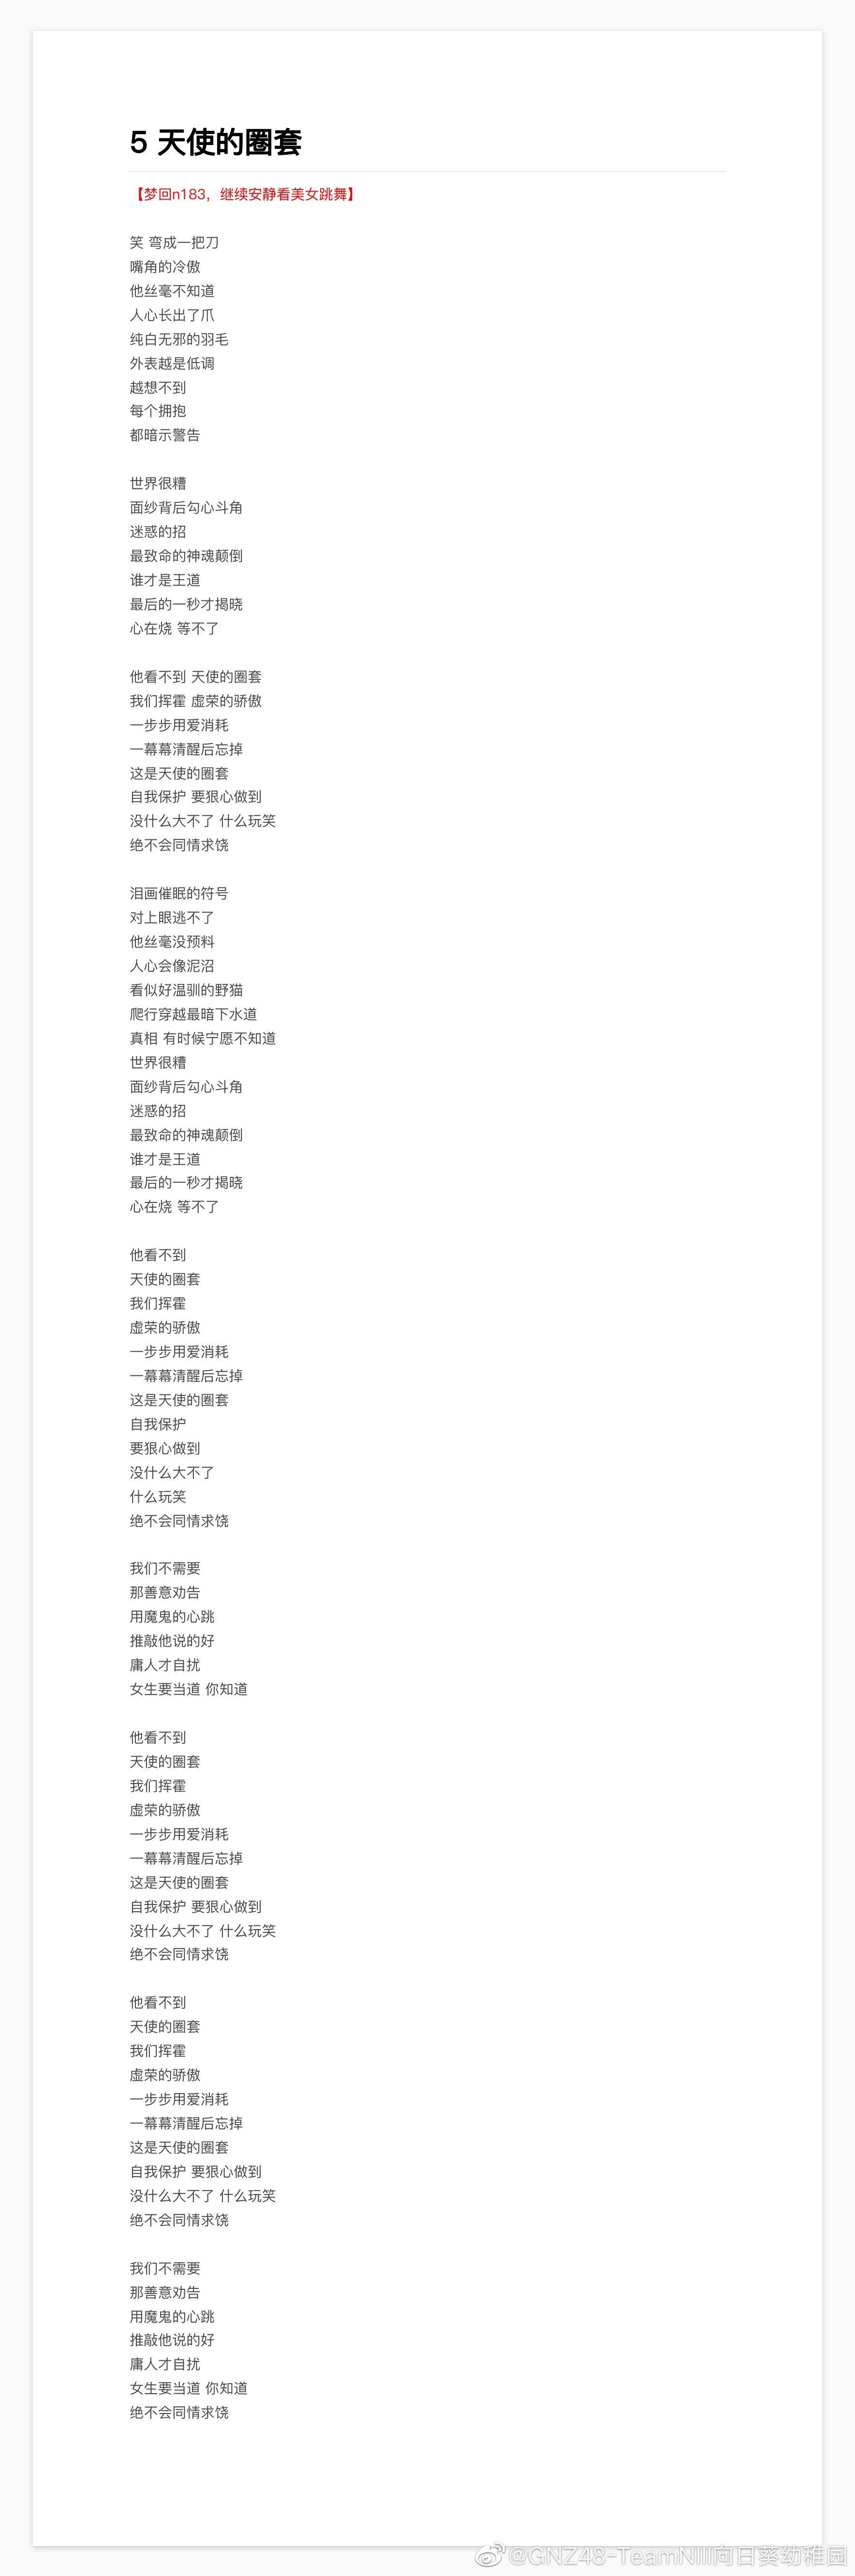 5 天使的圈套
【梦回n183，继续安静看美女跳舞】
笑 弯成一把刀
嘴角的冷傲
他丝毫不知道
人心长出了爪
纯白无邪的羽毛
外表越是低调
越想不到
每个拥抱
都暗示警告
世界很糟
面纱背后勾心斗角
迷惑的招
最致命的神魂颠倒
谁才是王道
最后的一秒才揭晓
心在烧 等不了
他看不到 天使的圈套
我们挥霍 虚荣的骄傲
一步步用爱消耗
一幕幕清醒后忘掉
这是天使的圈套
自我保护 要狠心做到
没什么大不了 什么玩笑
绝不会同情求饶
泪画催眠的符号
对上眼逃不了
他丝毫没预料
人心会像泥沼
看似好温驯的野猫
爬行穿越最暗下水道
真相 有时候宁愿不知道
世界很糟
面纱背后勾心斗角
迷惑的招
最致命的神魂颠倒
谁才是王道
最后的一秒才揭晓
心在烧 等不了
他看不到
天使的圈套
我们挥霍
虚荣的骄傲
一步步用爱消耗
一幕幕清醒后忘掉
这是天使的圈套
自我保护
要狠心做到
没什么大不了
什么玩笑
绝不会同情求饶
我们不需要
那善意劝告
用魔鬼的心跳
推敲他说的好
庸人才自扰
女生要当道 你知道
他看不到
天使的圈套
我们挥霍
虚荣的骄傲
一步步用爱消耗
一幕幕清醒后忘掉
这是天使的圈套
自我保护 要狠心做到
没什么大不了 什么玩笑
绝不会同情求饶
他看不到
天使的圈套
我们挥霍
虚荣的骄傲
一步步用爱消耗
一幕幕清醒后忘掉
这是天使的圈套
自我保护 要狠心做到
没什么大不了 什么玩笑
绝不会同情求饶
我们不需要
那善意劝告
用魔鬼的心跳
推敲他说的好
庸人才自扰
女生要当道 你知道
绝不会同情求饶
@GNZ48-TeamNIII向日葵幼稚园